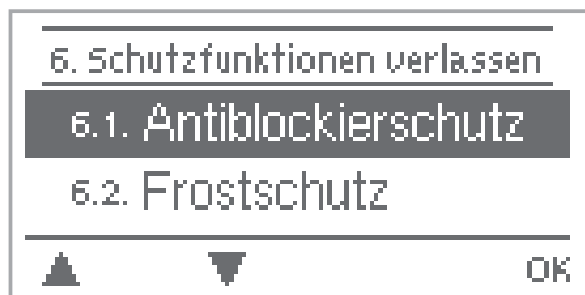 6. Schutzfunktionen verlassen
6.1. Antiblockierschutz
6.2. Frostschutz
OK